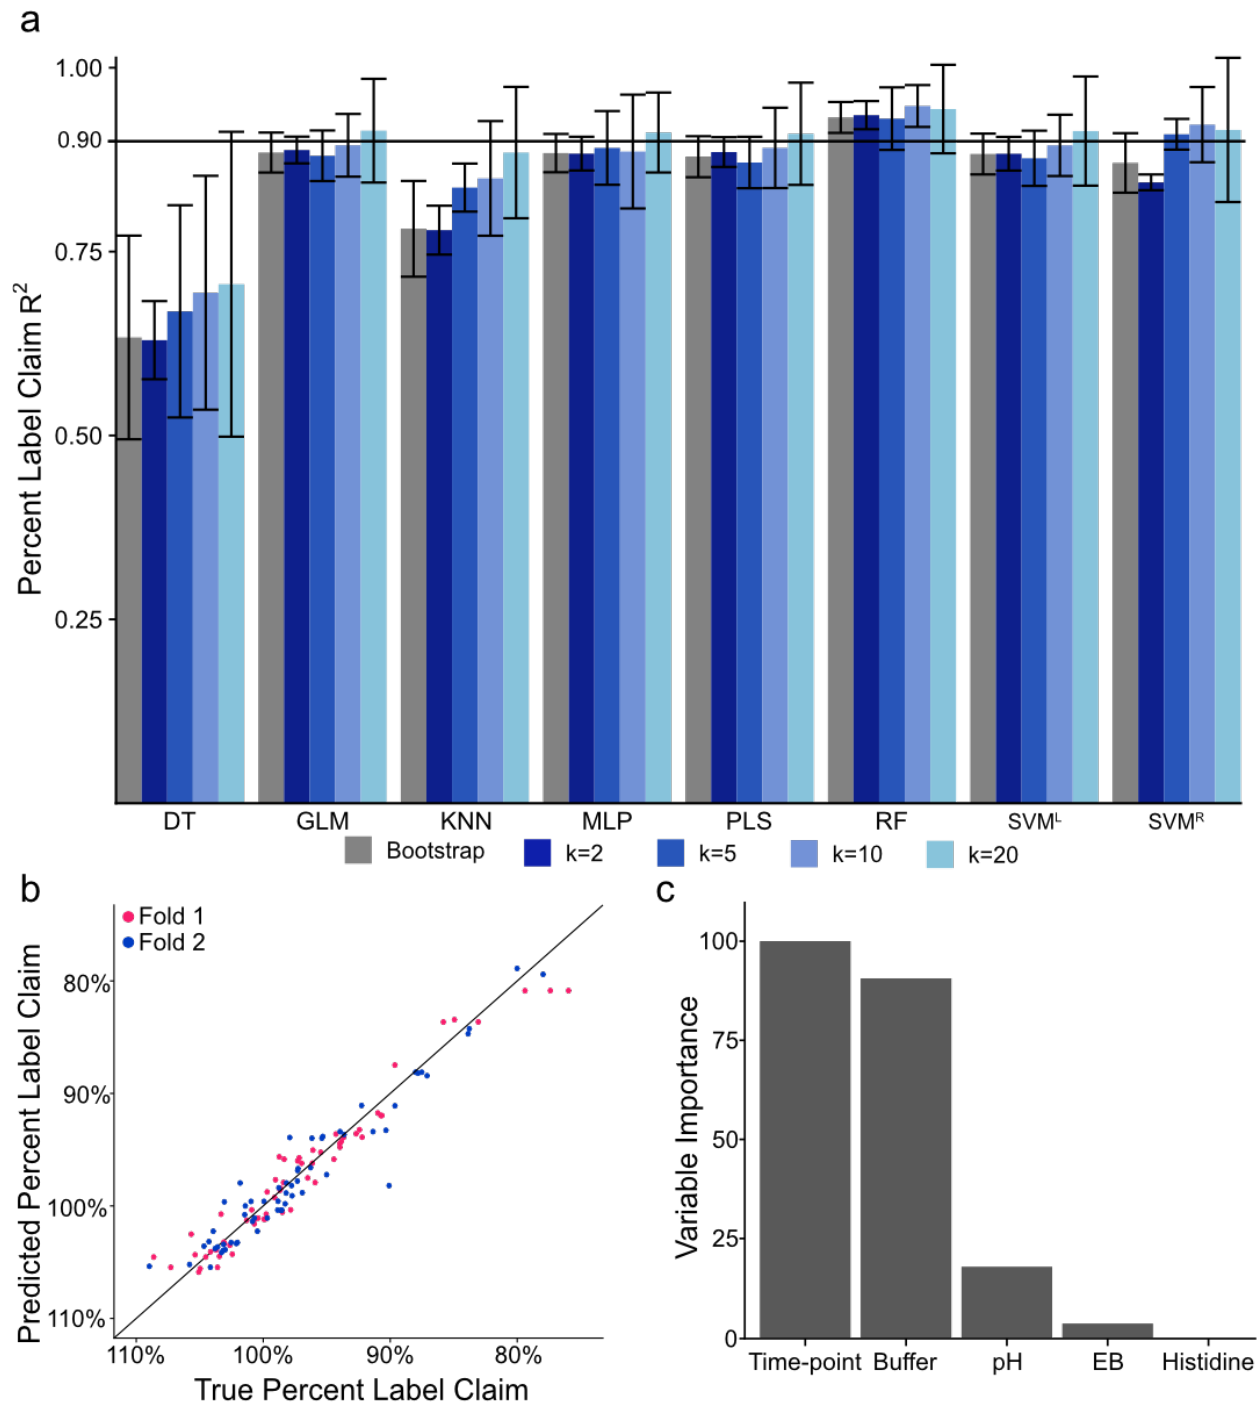 a
Percent Label Claim R²
1.00
0.90
0.75
0.50
0.25
DT GLM KNN MLP PLS RF SVMᴸ SVMᴿ
Bootstrap k=2 k=5 k=10 k=20
b
Fold 1
Fold 2
Predicted Percent Label Claim
80%
90%
100%
110%
110% 100% 90% 80%
True Percent Label Claim
c
Variable Importance
100
75
50
25
0
Time-point Buffer pH EB Histidine